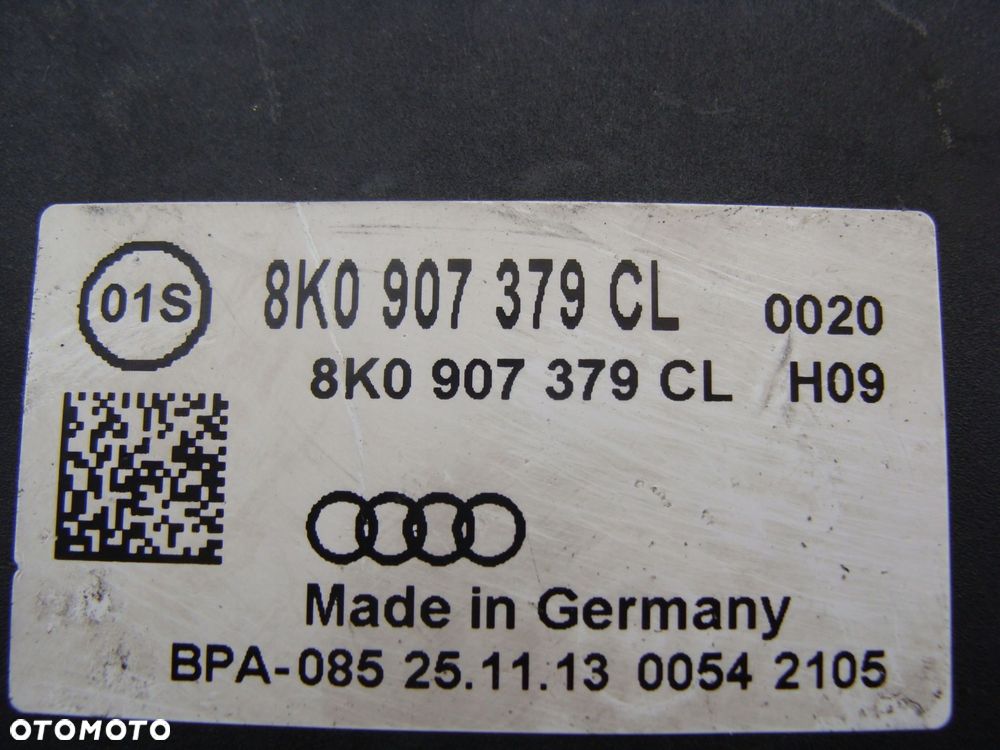 01S 8K0 907 379 CL 0020
8K0 907 379 CL H09
Made in Germany
BPA-085 25.11.13 0054 2105
OTOMOTO